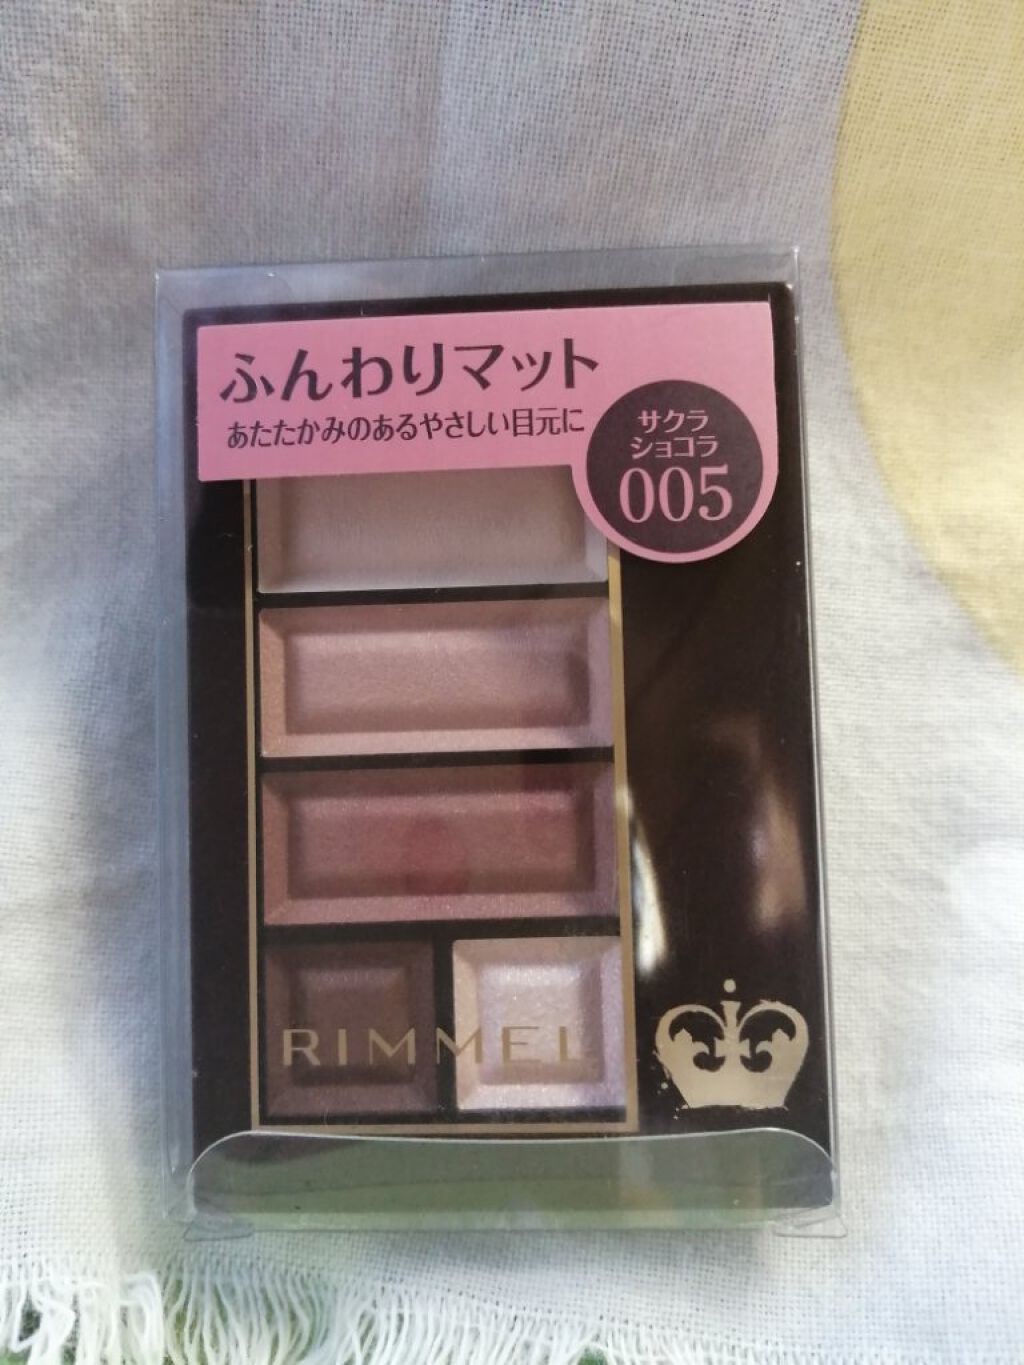 ふんわりマット
あたたかみのあるやさしい目元に
サクラ
ショコラ
005
RIMMEL